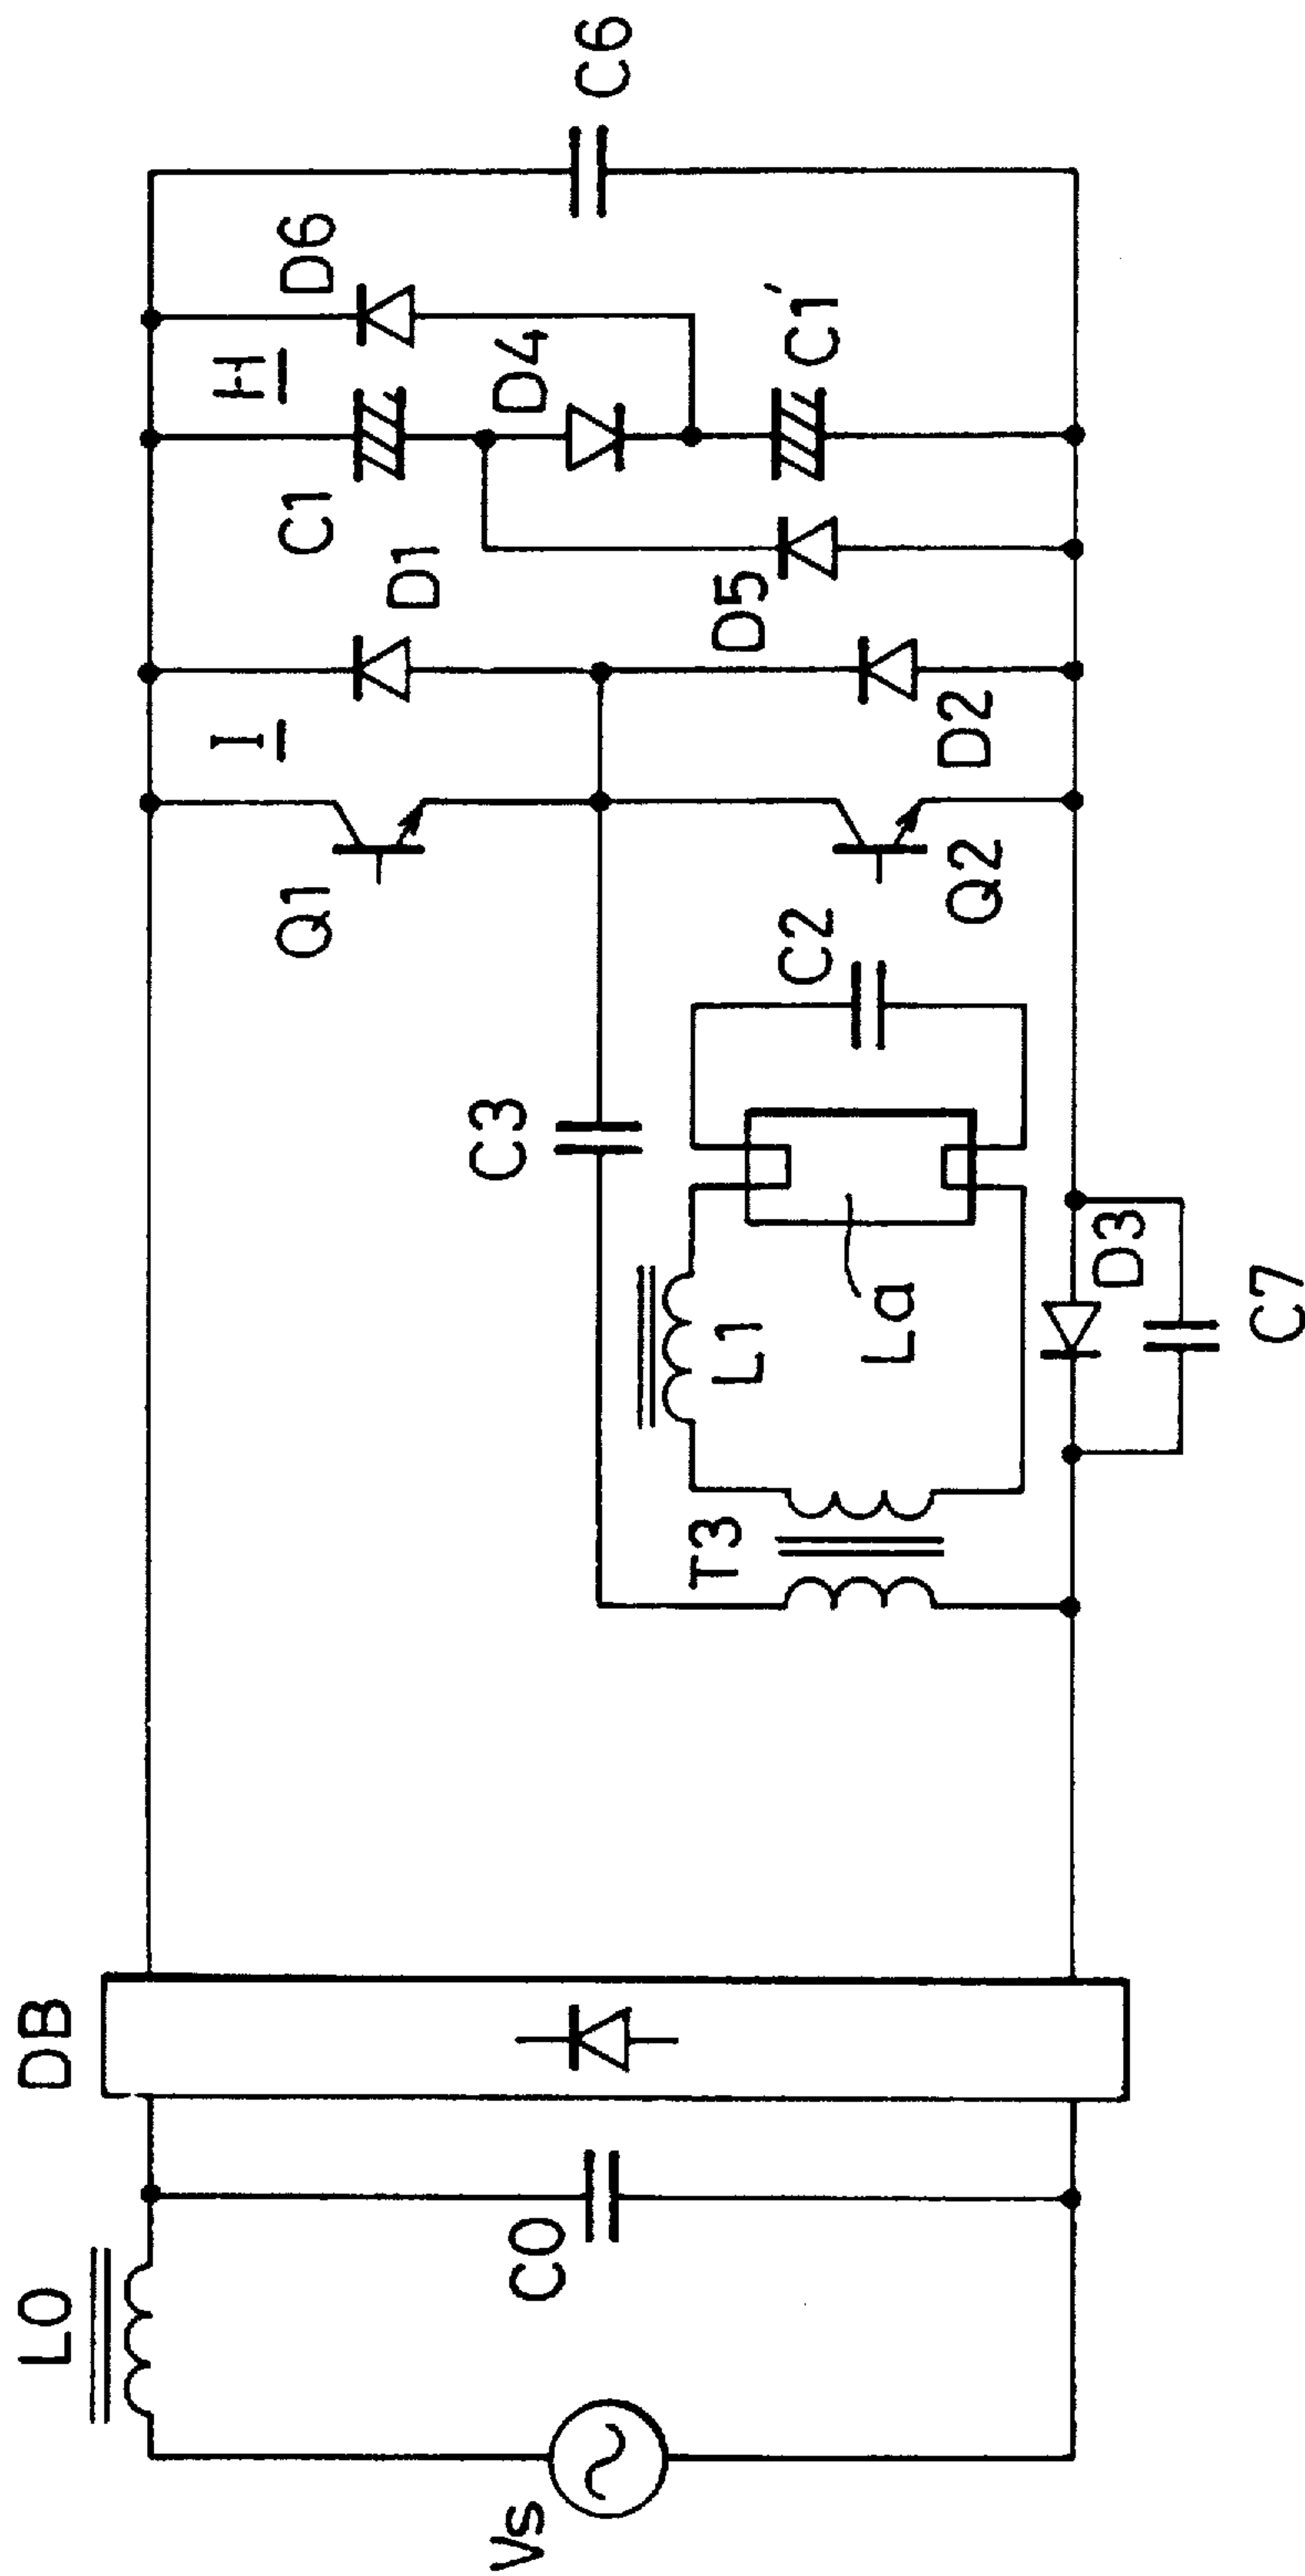 Vs
L0
C0
DB
T3
L1
La
C3
C2
D3
C7
Q1
Q2
I
D1
D2
D5
C1
H
D4
C1'
D6
C6